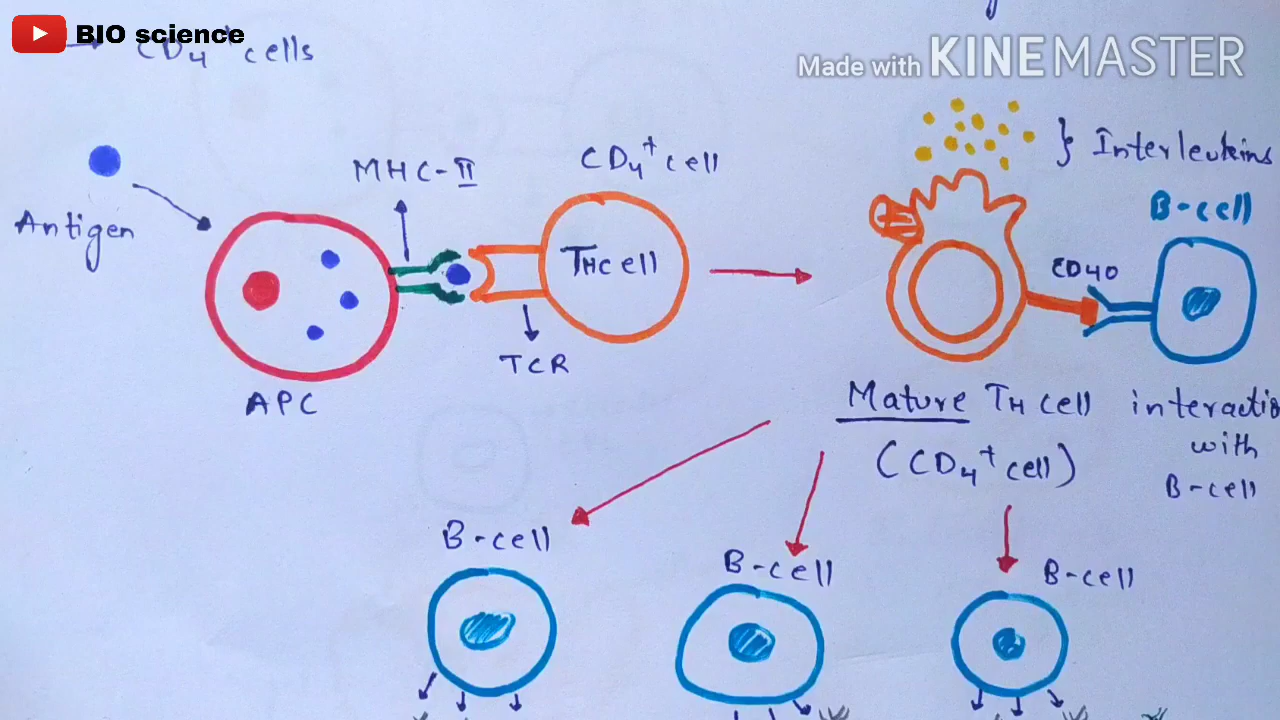 BIO science
CD4+ cells
Made with KINEMASTER
} Interleukins
MHC-II
CD4+ cell
B-cell
Antigen
THcell
CD40
TCR
APC
Mature TH cell interactio
(CD4+ cell)
with
B-cell
B-cell
B-cell
B-cell